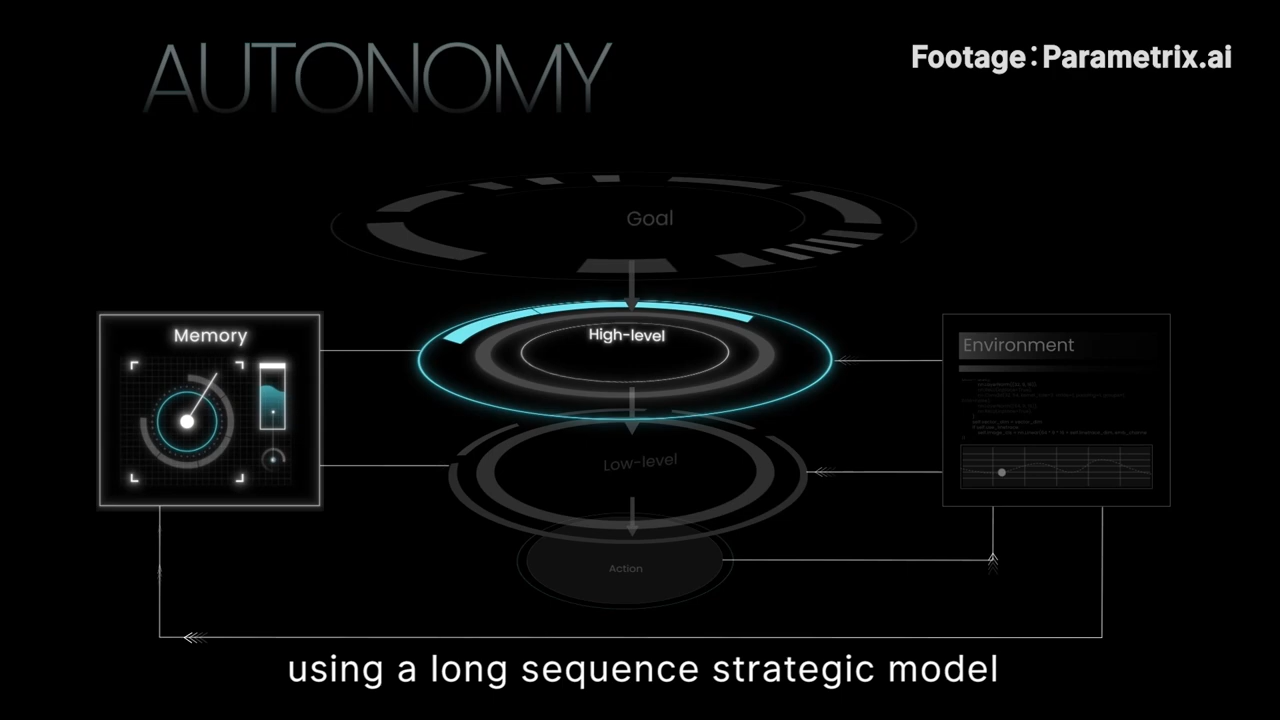 AUTONOMY
Footage:Parametrix.ai
Goal
High-level
Memory
Environment
Low-level
Action
using a long sequence strategic model